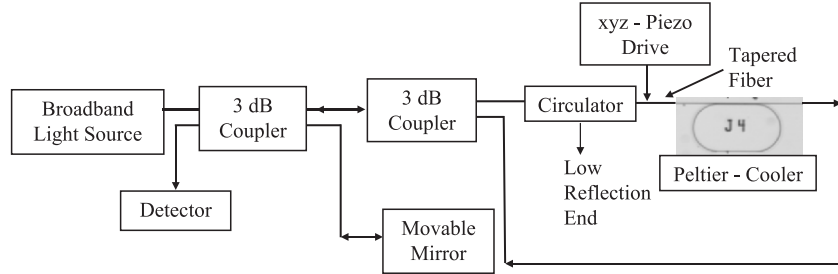 xyz - Piezo
Drive
Tapered
Fiber
Broadband
Light Source
3 dB
Coupler
3 dB
Coupler
Circulator
J4
Low
Reflection
End
Peltier - Cooler
Detector
Movable
Mirror